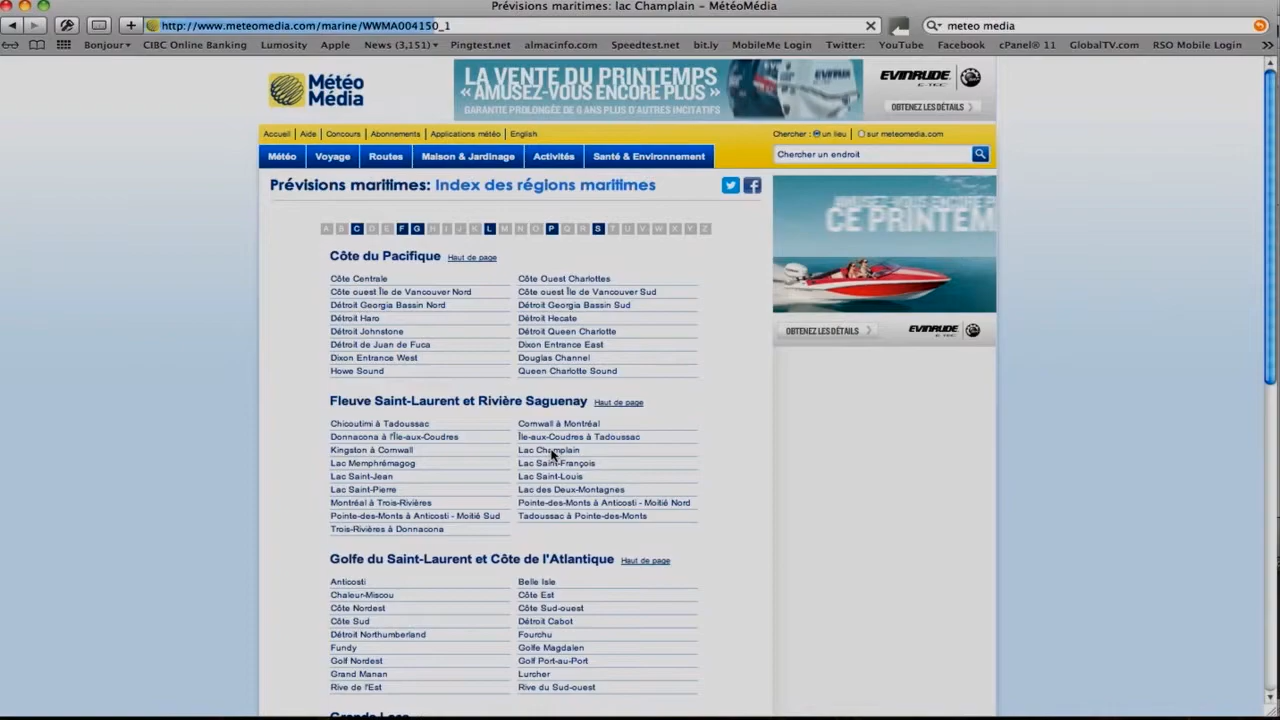 Prévisions maritimes: lac Champlain – MétéoMédia
http://www.meteomedia.com/marine/WWMA004150_1
meteo media
Bonjour CIBC Online Banking Lumosity Apple News (3,151) Pingtest.net almacinfo.com Speedtest.net bit.ly MobileMe Login Twitter: YouTube Facebook cPanel® 11 GlobalTV.com RSO Mobile Login
Météo
Média
LA VENTE DU PRINTEMPS
« AMUSEZ-VOUS ENCORE PLUS »
GARANTIE PROLONGÉE DE 6 ANS PLUS D'AUTRES INCITATIFS
EVINRUDE
E-TEC
OBTENEZ LES DÉTAILS
Accueil | Aide | Concours | Abonnements | Applications météo | English
Chercher : un lieu | sur meteomedia.com
Météo Voyage Routes Maison & Jardinage Activités Santé & Environnement
Chercher un endroit
Prévisions maritimes: Index des régions maritimes
A B C D E F G H I J K L M N O P Q R S T U V W X Y Z
CE PRINTEM
Côte du Pacifique Haut de page
Côte Centrale Côte Ouest Charlottes
Côte ouest Île de Vancouver Nord Côte ouest Île de Vancouver Sud
Détroit Georgia Bassin Nord Détroit Georgia Bassin Sud
Détroit Haro Détroit Hecate
Détroit Johnstone Détroit Queen Charlotte
Détroit de Juan de Fuca Dixon Entrance East
Dixon Entrance West Douglas Channel
Howe Sound Queen Charlotte Sound
OBTENEZ LES DÉTAILS EVINRUDE
Fleuve Saint-Laurent et Rivière Saguenay Haut de page
Chicoutimi à Tadoussac Cornwall à Montréal
Donnacona à l'Île-aux-Coudres Île-aux-Coudres à Tadoussac
Kingston à Cornwall Lac Champlain
Lac Memphrémagog Lac Saint-François
Lac Saint-Jean Lac Saint-Louis
Lac Saint-Pierre Lac des Deux-Montagnes
Montréal à Trois-Rivières Pointe-des-Monts à Anticosti - Moitié Nord
Pointe-des-Monts à Anticosti - Moitié Sud Tadoussac à Pointe-des-Monts
Trois-Rivières à Donnacona
Golfe du Saint-Laurent et Côte de l'Atlantique Haut de page
Anticosti Belle Isle
Chaleur-Miscou Côte Est
Côte Nordest Côte Sud-ouest
Côte Sud Détroit Cabot
Détroit Northumberland Fourchu
Fundy Golfe Magdalen
Golf Nordest Golf Port-au-Port
Grand Manan Lurcher
Rive de l'Est Rive du Sud-ouest
Grands Lacs